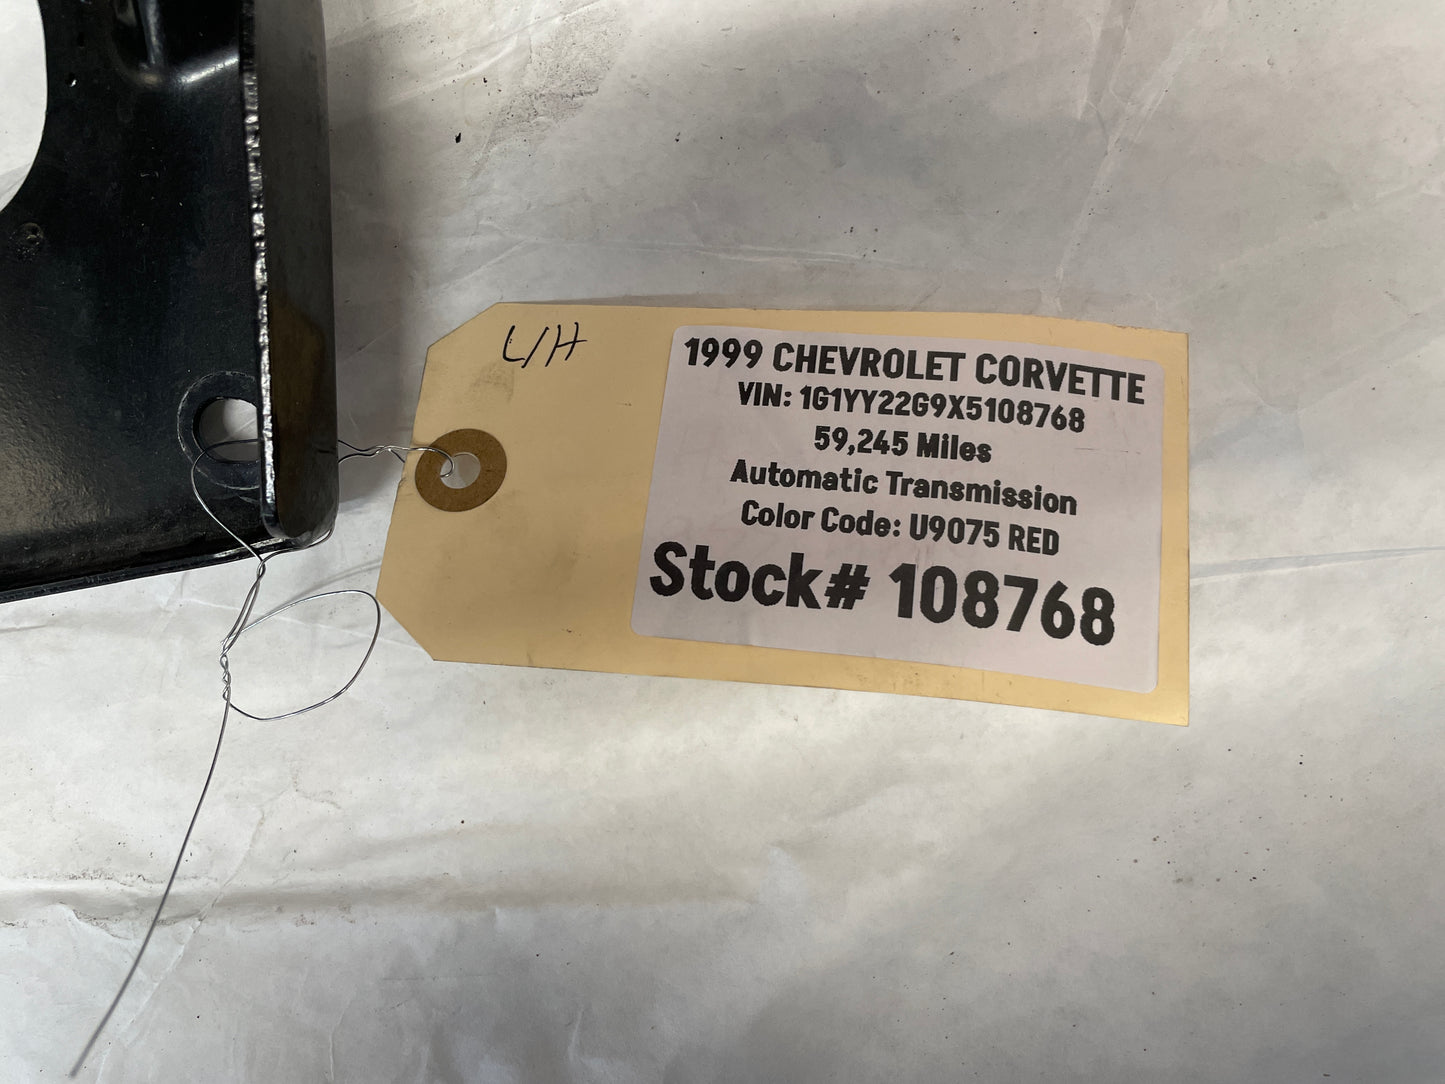 L/H
1999 CHEVROLET CORVETTE
VIN: 1G1YY22G9X5108768
59,245 Miles
Automatic Transmission
Color Code: U9075 RED
Stock# 108768